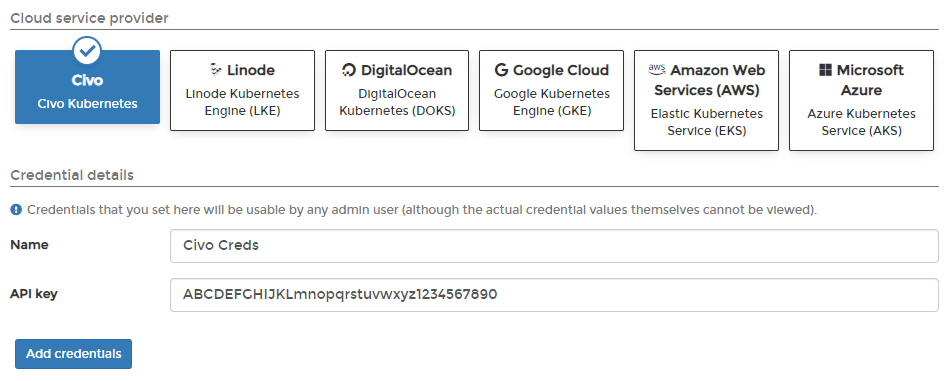 Cloud service provider
Civo
Civo Kubernetes
Linode
Linode Kubernetes
Engine (LKE)
DigitalOcean
DigitalOcean
Kubernetes (DOKS)
Google Cloud
Google Kubernetes
Engine (GKE)
aws Amazon Web
Services (AWS)
Elastic Kubernetes
Service (EKS)
Microsoft
Azure
Azure Kubernetes
Service (AKS)
Credential details
Credentials that you set here will be usable by any admin user (although the actual credential values themselves cannot be viewed).
Name
Civo Creds
API key
ABCDEFGHIJKLmnopqrstuvwxyz1234567890
Add credentials